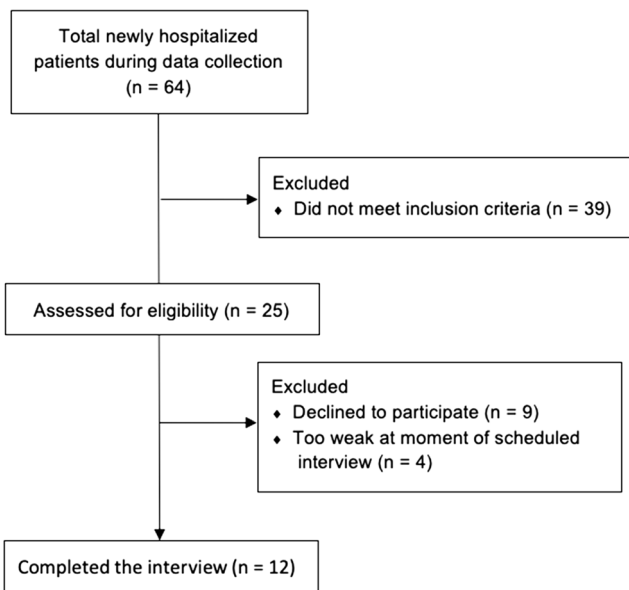 Total newly hospitalized
patients during data collection
(n = 64)
Excluded
♦ Did not meet inclusion criteria (n = 39)
Assessed for eligibility (n = 25)
Excluded
♦ Declined to participate (n = 9)
♦ Too weak at moment of scheduled
interview (n = 4)
Completed the interview (n = 12)